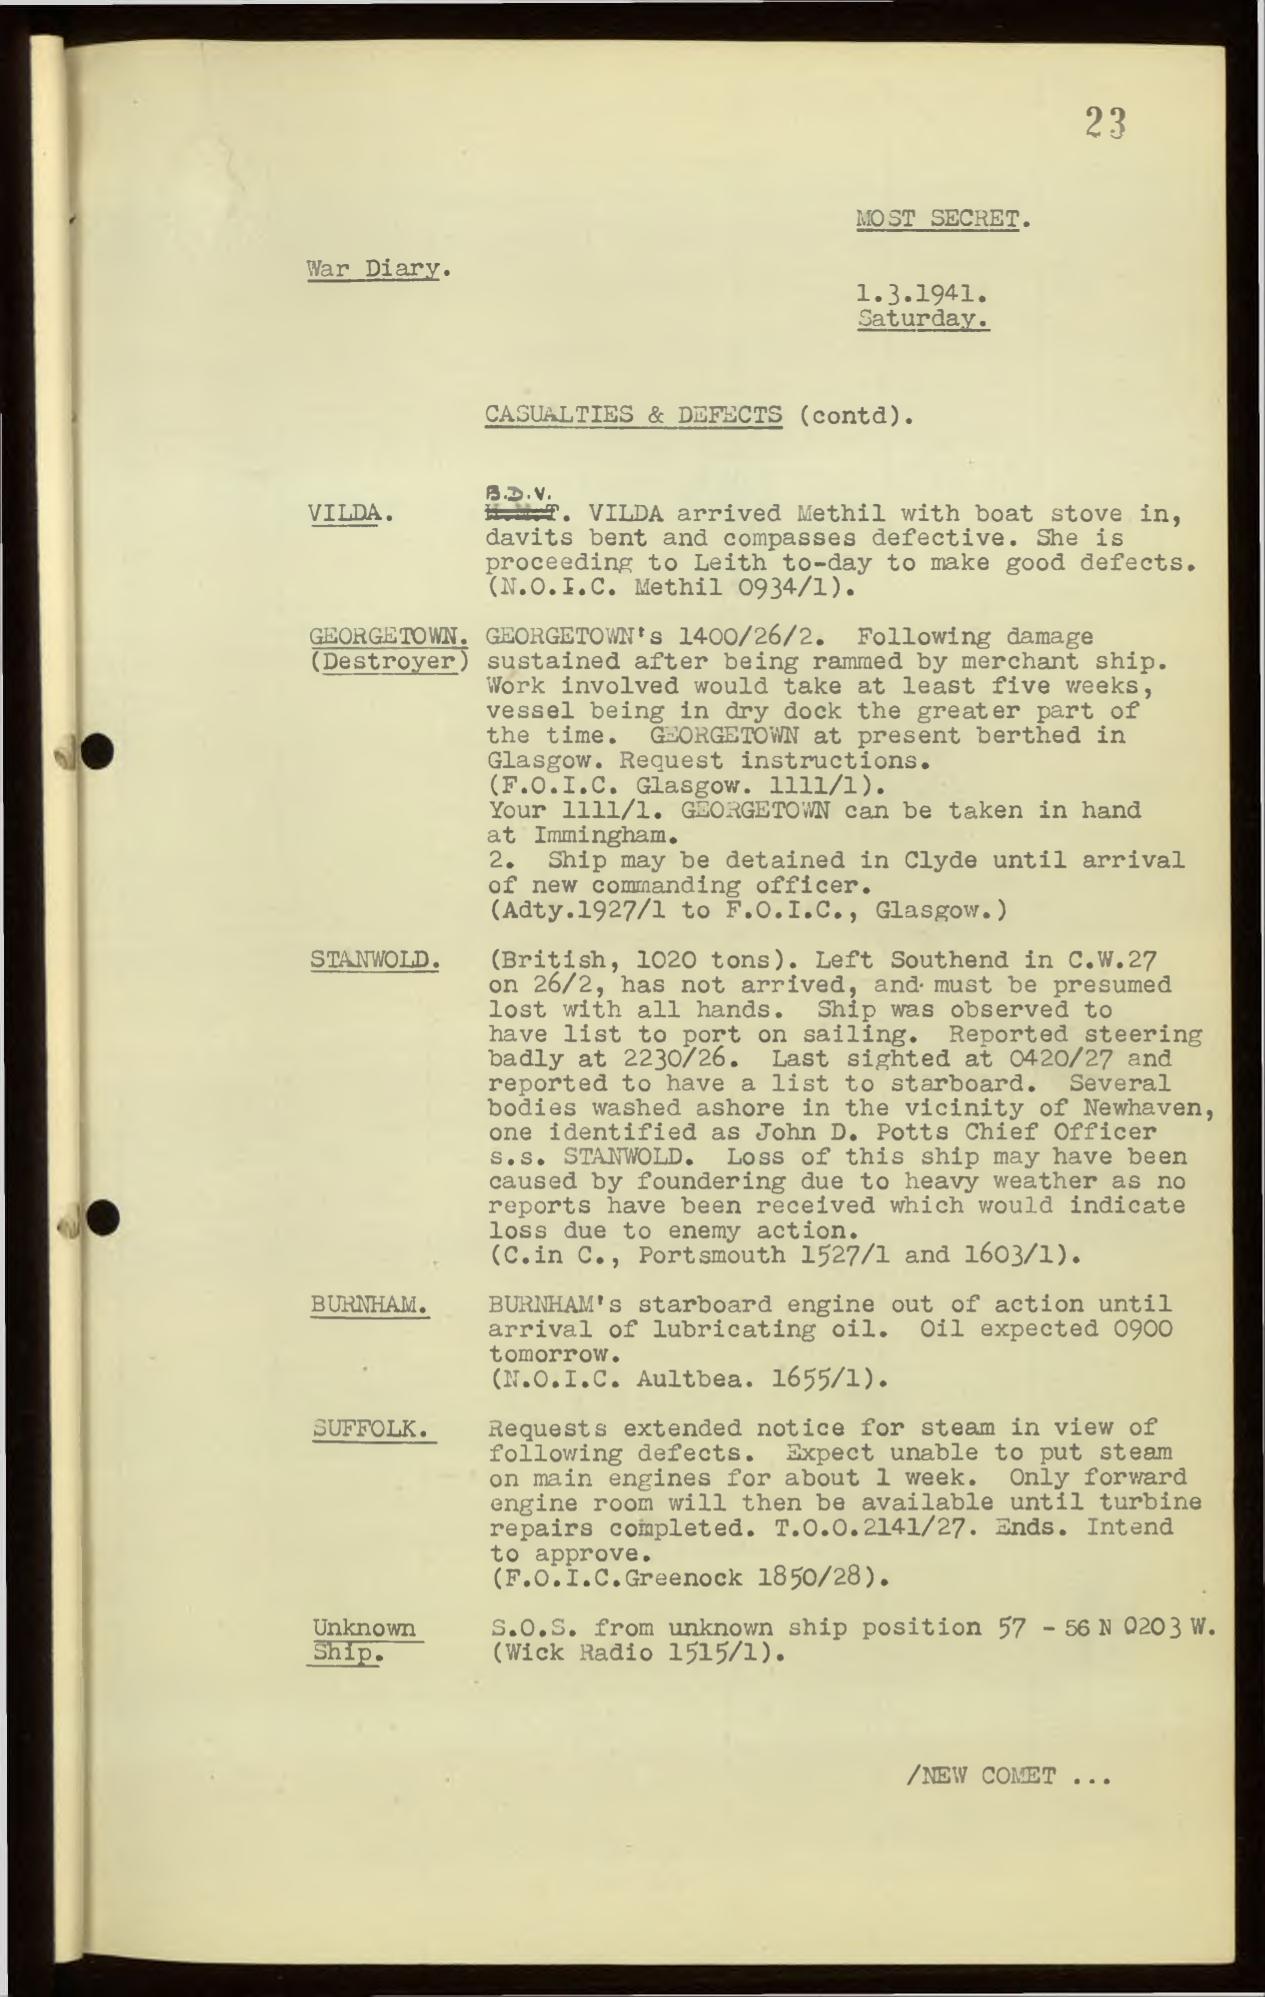 23
MOST SECRET.
War Diary.
1.3.1941.
Saturday.
CASUALTIES & DEFECTS (contd).
B.D.V.
VILDA. H.M.T. VILDA arrived Methil with boat stove in,
davits bent and compasses defective. She is
proceeding to Leith to-day to make good defects.
(N.O.I.C. Methil 0934/1).
GEORGETOWN. GEORGETOWN's 1400/26/2. Following damage
(Destroyer) sustained after being rammed by merchant ship.
Work involved would take at least five weeks,
vessel being in dry dock the greater part of
the time. GEORGETOWN at present berthed in
Glasgow. Request instructions.
(F.O.I.C. Glasgow. 1111/1).
Your 1111/1. GEORGETOWN can be taken in hand
at Immingham.
2. Ship may be detained in Clyde until arrival
of new commanding officer.
(Adty.1927/1 to F.O.I.C., Glasgow.)
STANWOLD. (British, 1020 tons). Left Southend in C.W.27
on 26/2, has not arrived, and must be presumed
lost with all hands. Ship was observed to
have list to port on sailing. Reported steering
badly at 2230/26. Last sighted at 0420/27 and
reported to have a list to starboard. Several
bodies washed ashore in the vicinity of Newhaven,
one identified as John D. Potts Chief Officer
s.s. STANWOLD. Loss of this ship may have been
caused by foundering due to heavy weather as no
reports have been received which would indicate
loss due to enemy action.
(C.in C., Portsmouth 1527/1 and 1603/1).
BURNHAM. BURNHAM's starboard engine out of action until
arrival of lubricating oil. Oil expected 0900
tomorrow.
(N.O.I.C. Aultbea. 1655/1).
SUFFOLK. Requests extended notice for steam in view of
following defects. Expect unable to put steam
on main engines for about 1 week. Only forward
engine room will then be available until turbine
repairs completed. T.O.O.2141/27. Ends. Intend
to approve.
(F.O.I.C.Greenock 1850/28).
Unknown S.O.S. from unknown ship position 57 - 56 N 0203 W.
Ship. (Wick Radio 1515/1).
/NEW COMET ...